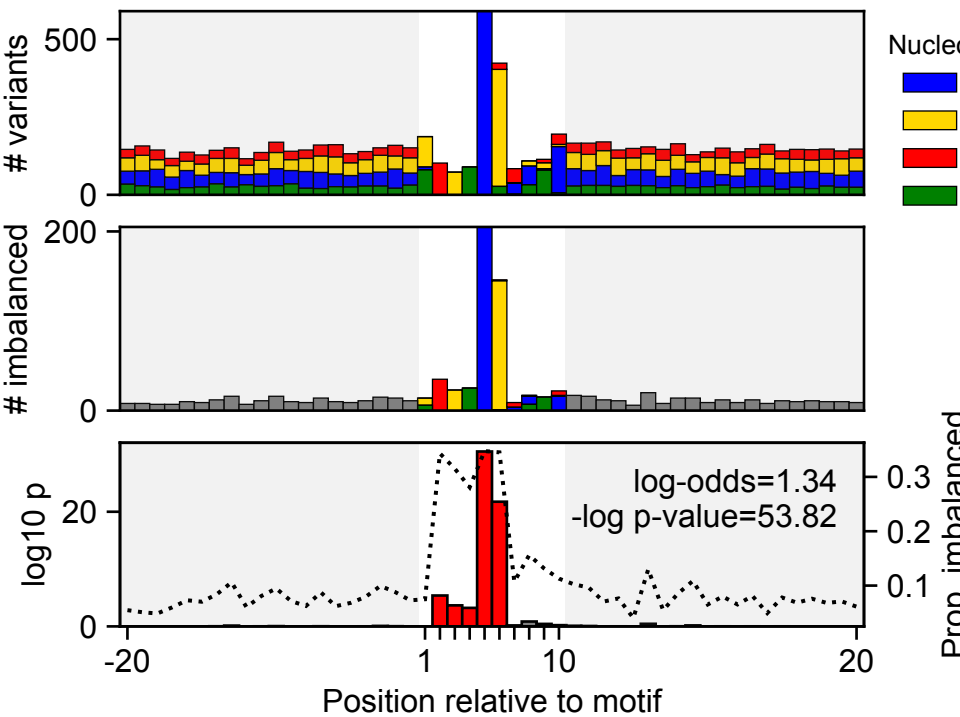 # variants
500
0
Nucleo
# imbalanced
200
0
log10 p
20
0
log-odds=1.34
-log p-value=53.82
0.3
0.2
0.1
Prop. imbalanced
-20
1
10
20
Position relative to motif